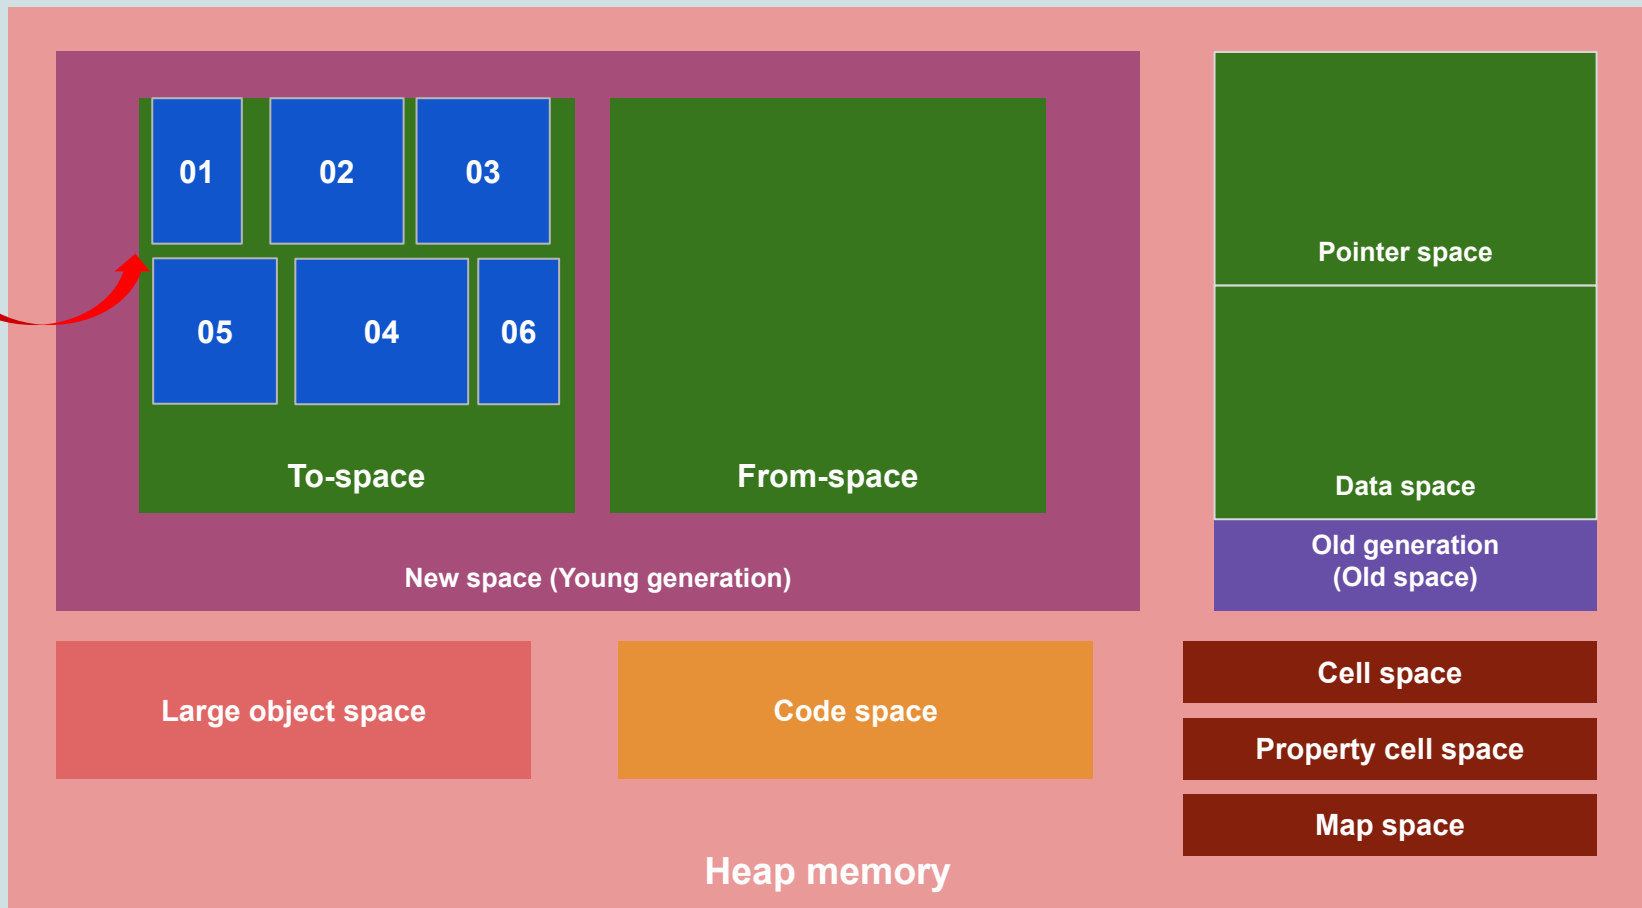 01
02
03
05
04
06
To-space
From-space
New space (Young generation)
Pointer space
Data space
Old generation
(Old space)
Large object space
Code space
Cell space
Property cell space
Map space
Heap memory